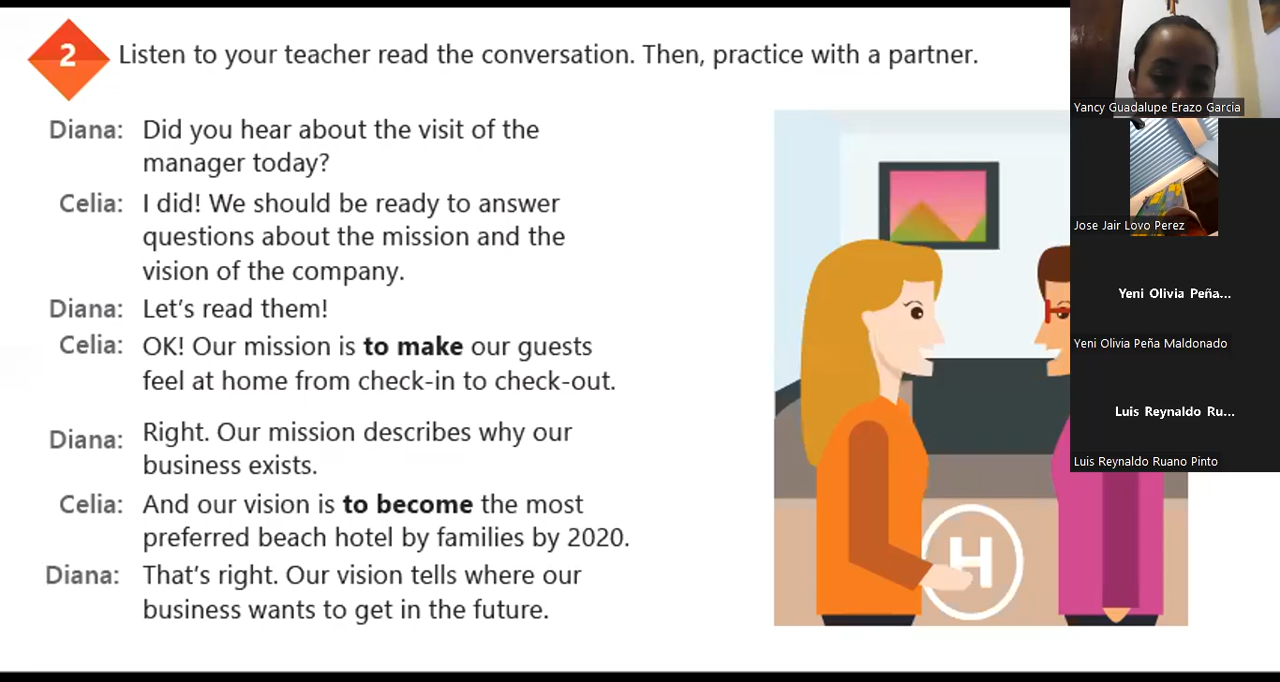 2
Listen to your teacher read the conversation. Then, practice with a partner.
Diana: Did you hear about the visit of the
manager today?
Celia: I did! We should be ready to answer
questions about the mission and the
vision of the company.
Diana: Let's read them!
Celia: OK! Our mission is to make our guests
feel at home from check-in to check-out.
Diana: Right. Our mission describes why our
business exists.
Celia: And our vision is to become the most
preferred beach hotel by families by 2020.
Diana: That's right. Our vision tells where our
business wants to get in the future.
H
Yancy Guadalupe Erazo Garcia
Jose Jair Lovo Perez
Yeni Olivia Peña...
Yeni Olivia Peña Maldonado
Luis Reynaldo Ru...
Luis Reynaldo Ruano Pinto